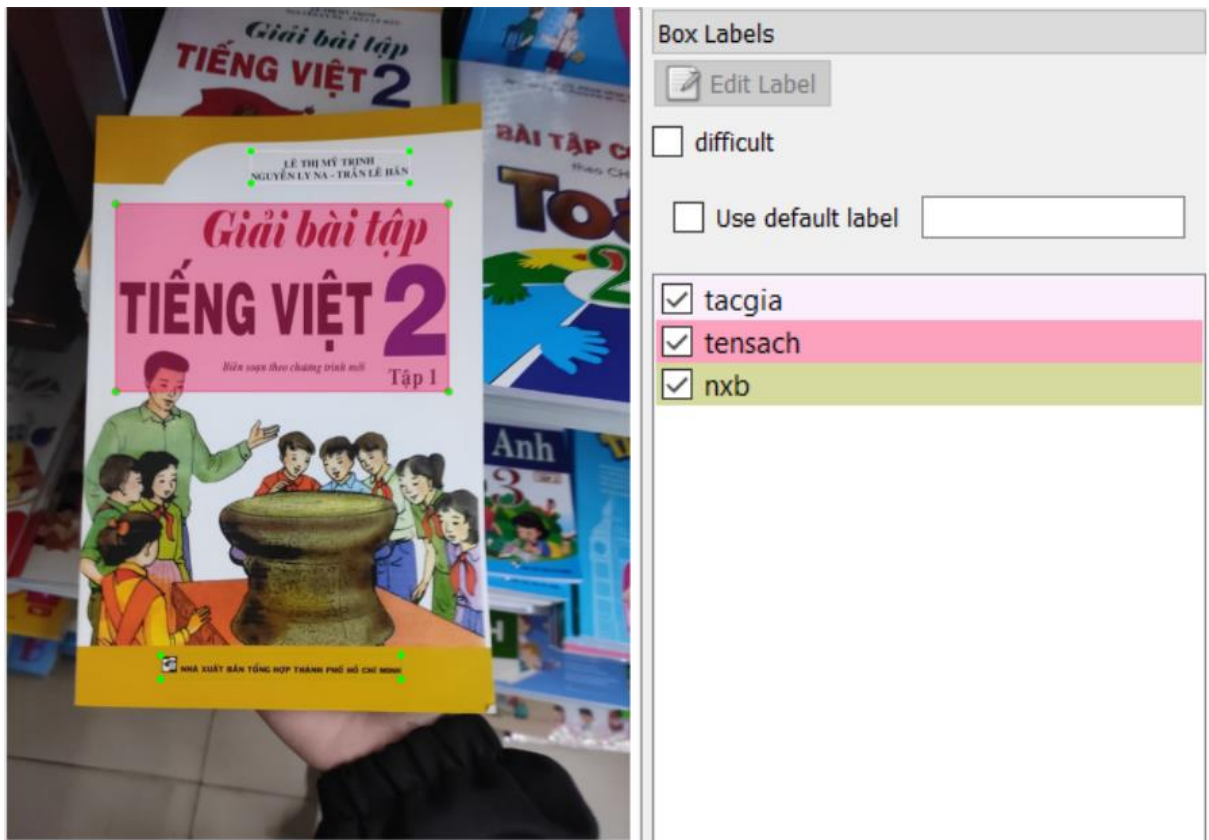 Giải bài tập
TIẾNG VIỆT 2
BÀI TẬP
Anh
3
LÊ THỊ MỸ TRINH
NGUYỄN LY NA - TRẦN LÊ HÂN
Giải bài tập
TIẾNG VIỆT 2
Biên soạn theo chương trình mới
Tập 1
NHÀ XUẤT BẢN TỔNG HỢP THÀNH PHỐ HỒ CHÍ MINH
Box Labels
Edit Label
difficult
Use default label
tacgia
tensach
nxb